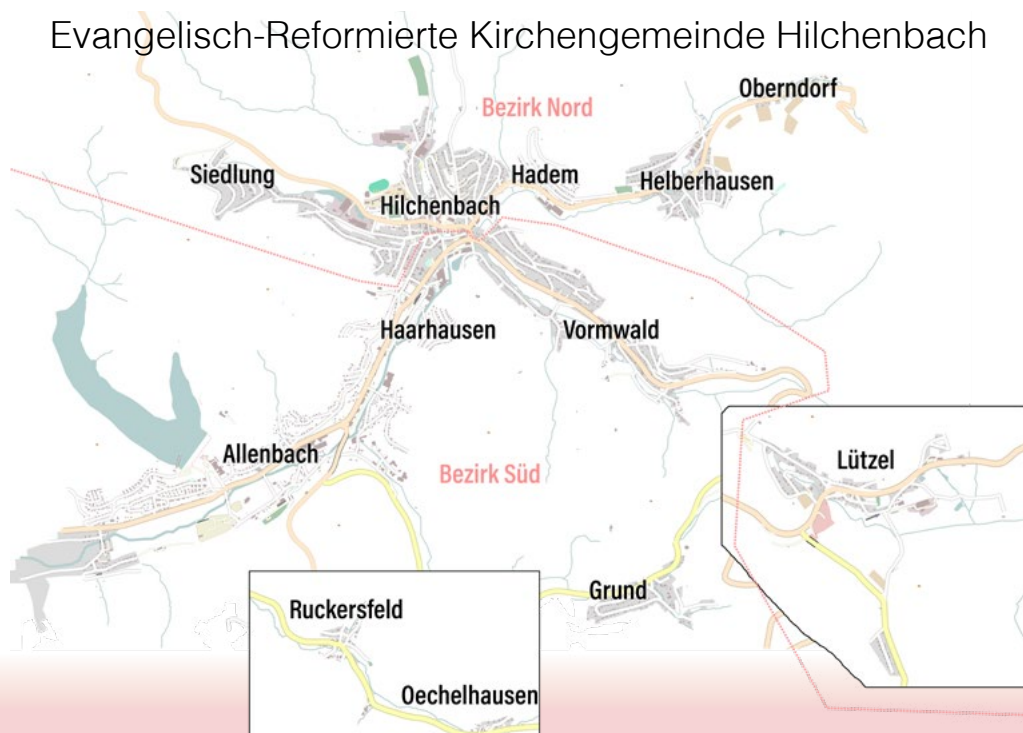 Evangelisch-Reformierte Kirchengemeinde Hilchenbach
Oberndorf
Bezirk Nord
Siedlung
Hadem
Helberhausen
Hilchenbach
Haarhausen
Vormwald
Allenbach
Lützel
Bezirk Süd
Grund
Ruckersfeld
Oechelhausen